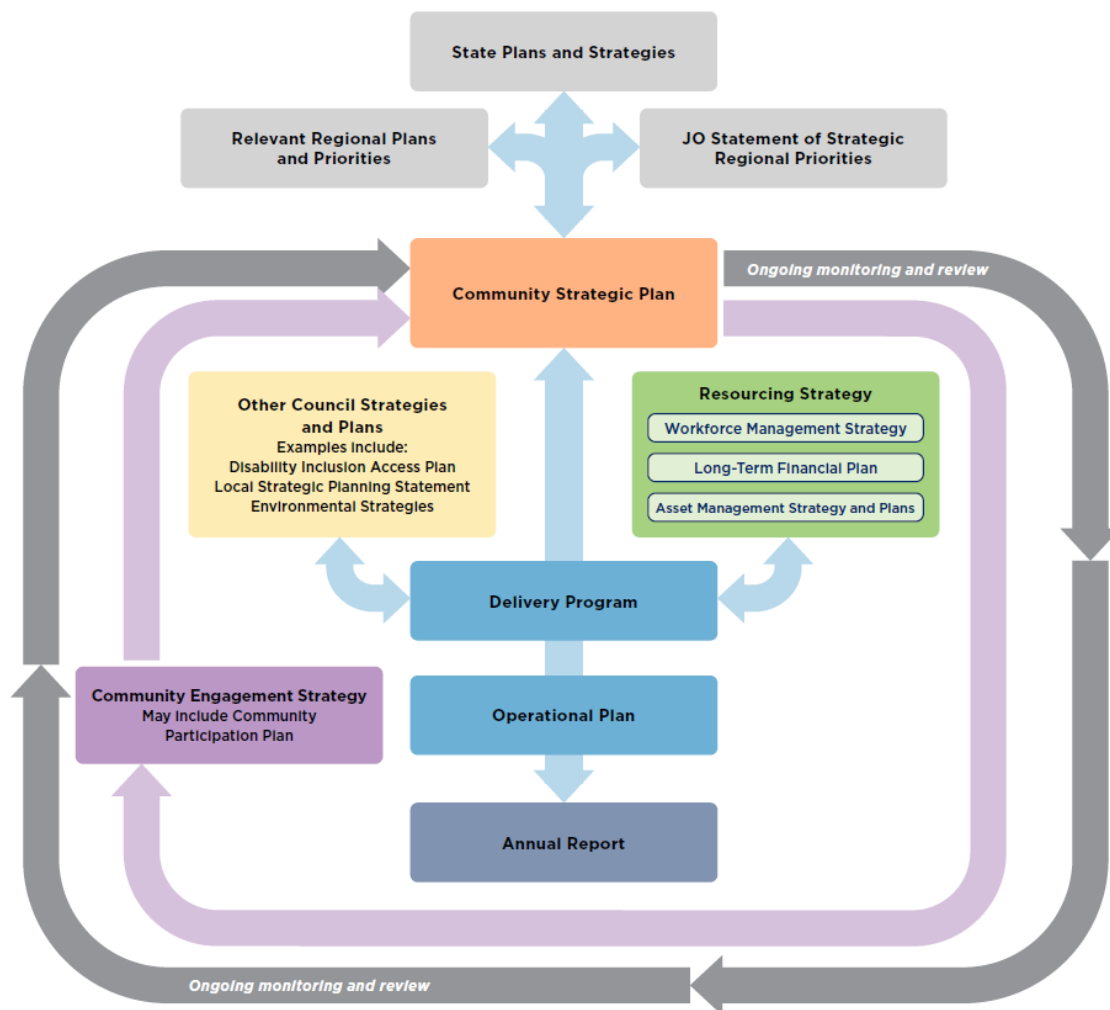 State Plans and Strategies
Relevant Regional Plans
and Priorities
JO Statement of Strategic
Regional Priorities
Community Strategic Plan
Ongoing monitoring and review
Other Council Strategies
and Plans
Examples include:
Disability Inclusion Access Plan
Local Strategic Planning Statement
Environmental Strategies
Resourcing Strategy
Workforce Management Strategy
Long-Term Financial Plan
Asset Management Strategy and Plans
Delivery Program
Community Engagement Strategy
May include Community
Participation Plan
Operational Plan
Annual Report
Ongoing monitoring and review